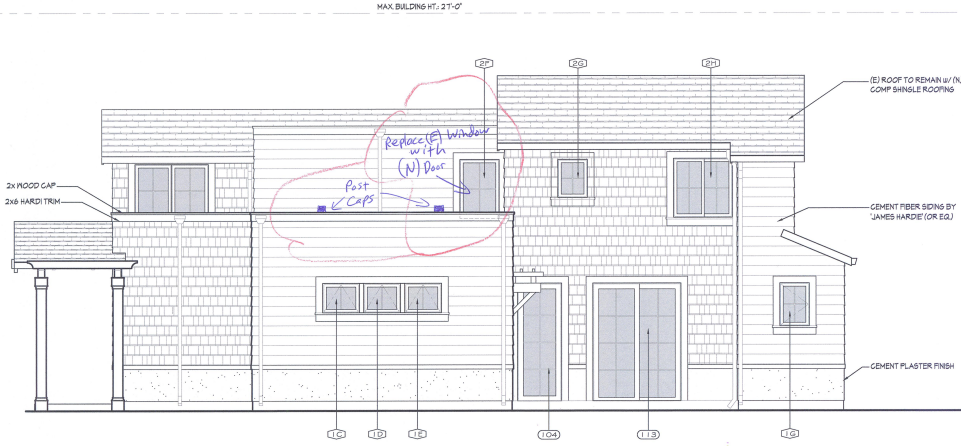 MAX. BUILDING HT.: 27'-0"
2F
2G
2H
(E) ROOF TO REMAIN W/ (N)
COMP SHINGLE ROOFING
Replace (E) Window
with
(N) Door
Post
Caps
2x WOOD CAP
2x6 HARDI TRIM
CEMENT FIBER SIDING BY
'JAMES HARDIE' (OR EQ.)
CEMENT PLASTER FINISH
1C
1D
1E
104
113
1G